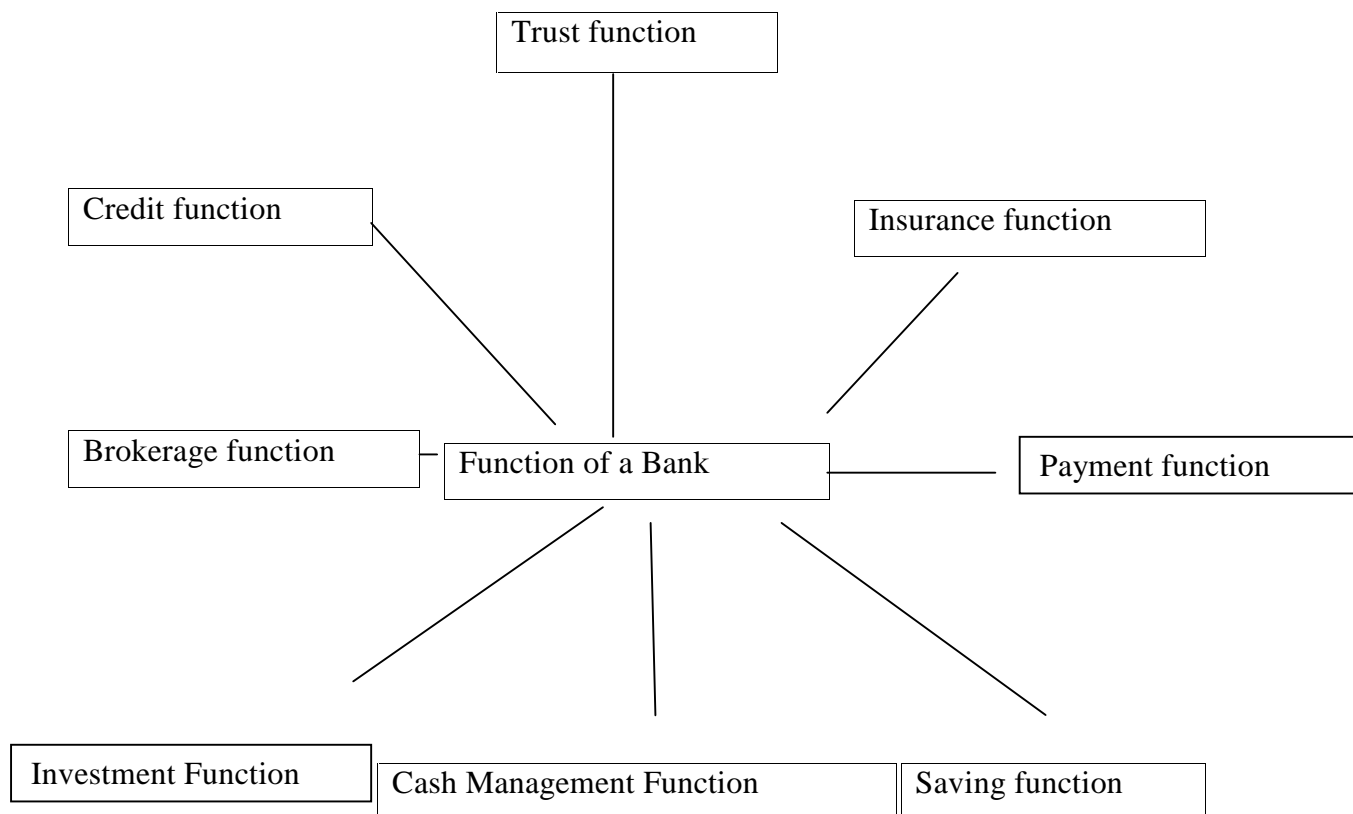 Trust function
Credit function
Insurance function
Brokerage function
Function of a Bank
Payment function
Investment Function
Cash Management Function
Saving function